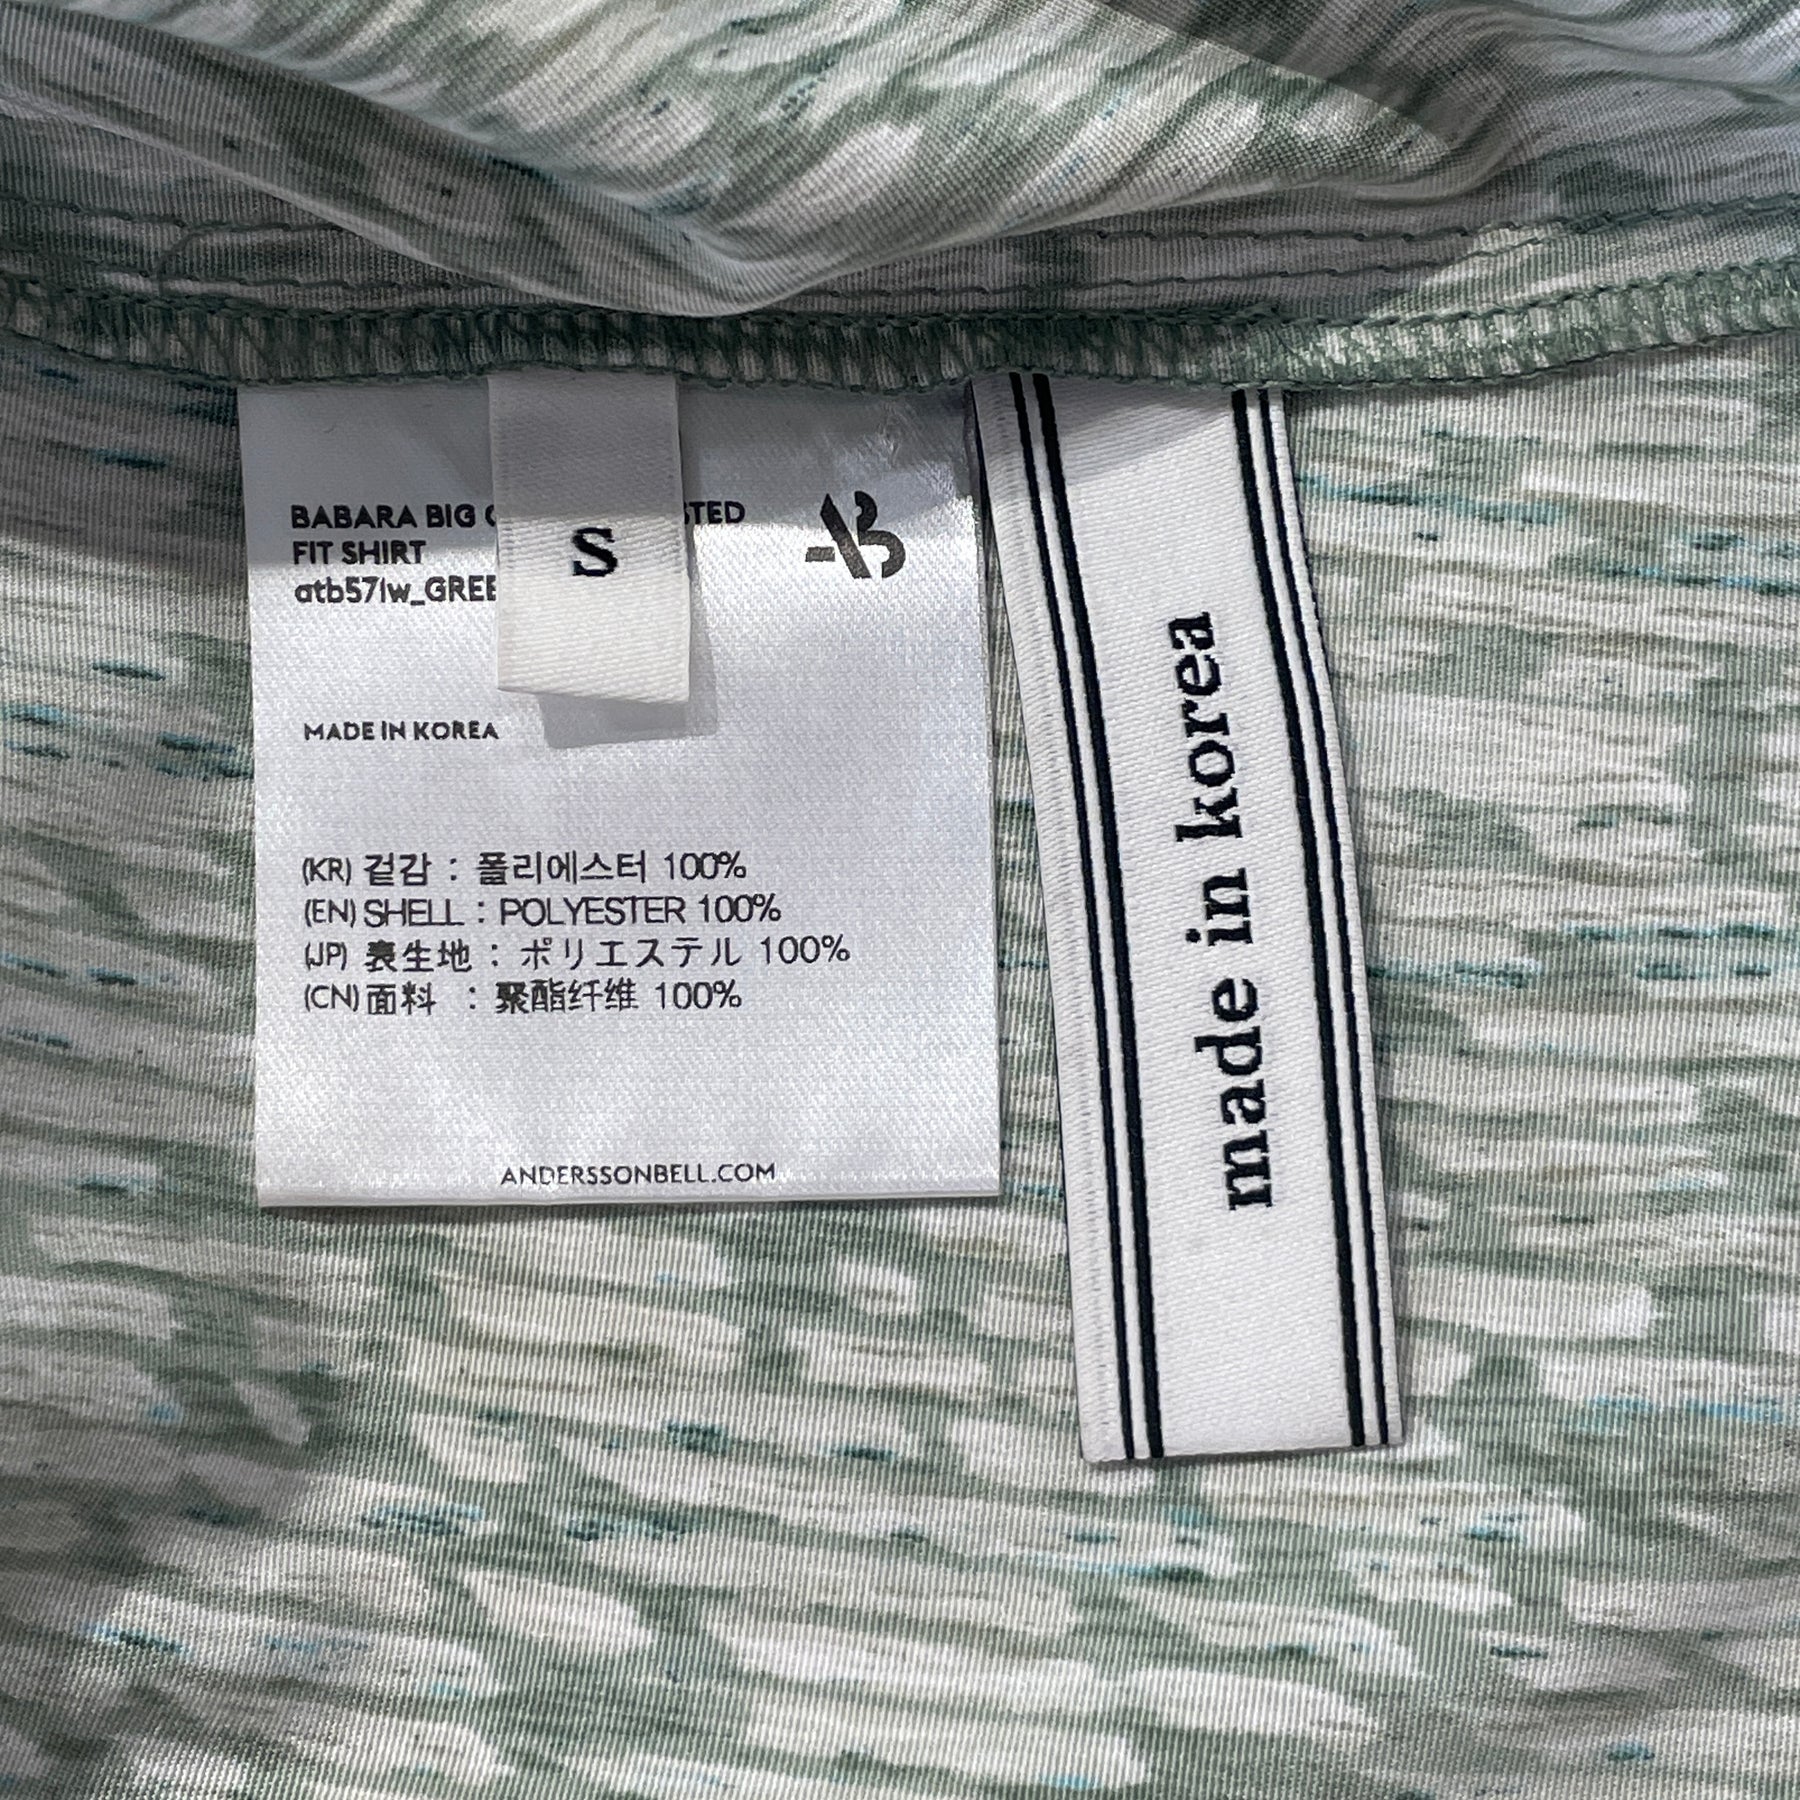 BABARA BIG
FIT SHIRT
S
MADE IN KOREA
(KR) 겉감 : 폴리에스터 100%
(EN) SHELL : POLYESTER 100%
(JP) 表生地 : ポリエステル 100%
(CN) 面料 : 聚酯纤维 100%
ANDERSSONBELL.COM
made in korea